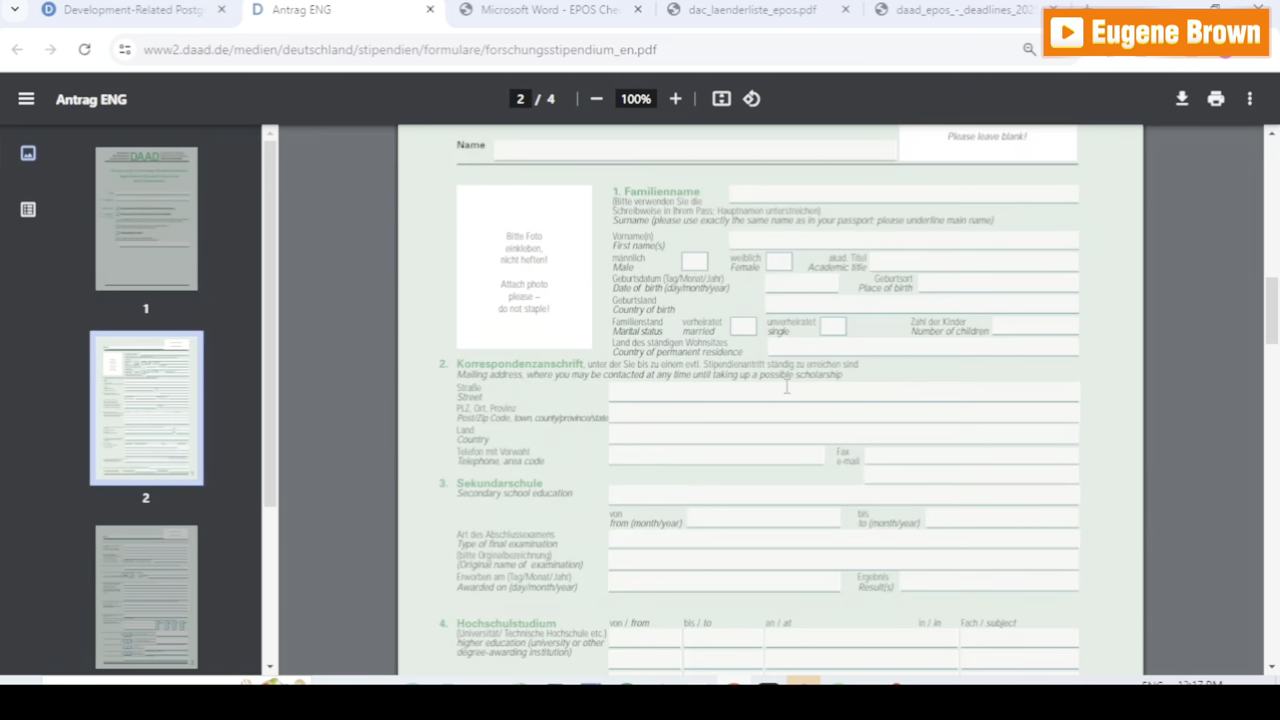 Development-Related Postg
Antrag ENG
Microsoft Word - EPOS Che
dac_laenderliste_epos.pdf
daad_epos_-_deadlines_202
Eugene Brown
www2.daad.de/medien/deutschland/stipendien/formulare/forschungsstipendium_en.pdf
Antrag ENG
2 / 4
100%
DAAD
1
2
Name
Please leave blank!
Bitte Foto
einkleben,
nicht heften!
Attach photo
please –
do not staple!
1. Familienname
(Bitte verwenden Sie die
Schreibweise in Ihrem Pass: Hauptnamen unterstreichen)
Surname (please use exactly the same name as in your passport: please underline main name)
Vorname(n)
First name(s)
männlich weiblich akad. Titel
Male Female Academic title
Geburtsdatum (Tag/Monat/Jahr) Geburtsort
Date of birth (day/month/year) Place of birth
Geburtsland
Country of birth
Familienstand verheiratet unverheiratet Zahl der Kinder
Marital status married single Number of children
Land des ständigen Wohnsitzes
Country of permanent residence
2. Korrespondenzanschrift, unter der Sie bis zu einem evtl. Stipendienantritt ständig zu erreichen sind
Mailing address, where you may be contacted at any time until taking up a possible scholarship
Straße
Street
PLZ, Ort, Provinz
Post/Zip Code, town, county/province/state
Land
Country
Telefon mit Vorwahl Fax
Telephone, area code e-mail
3. Sekundarschule
Secondary school education
von bis
from (month/year) to (month/year)
Art des Abschlussexamens
Type of final examination
(bitte Orginalbezeichnung)
(Original name of examination)
Erworben am (Tag/Monat/Jahr) Ergebnis
Awarded on (day/month/year) Result(s)
4. Hochschulstudium von / from bis / to an / at in / in Fach / subject
(Universität/ Technische Hochschule etc.)
higher education (university or other
degree-awarding institution)